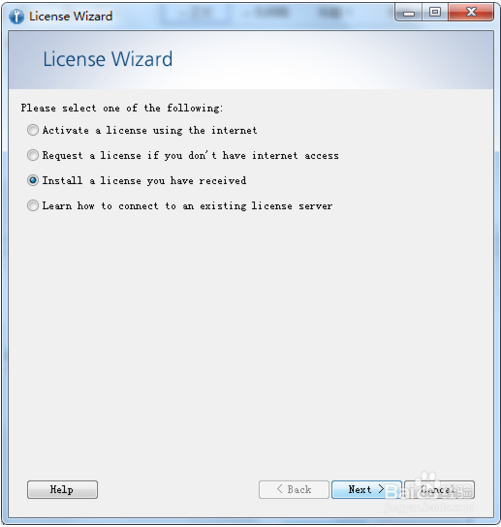 License Wizard
License Wizard
Please select one of the following:
Activate a license using the internet
Request a license if you don't have internet access
Install a license you have received
Learn how to connect to an existing license server
Help
< Back
Next >
Cancel